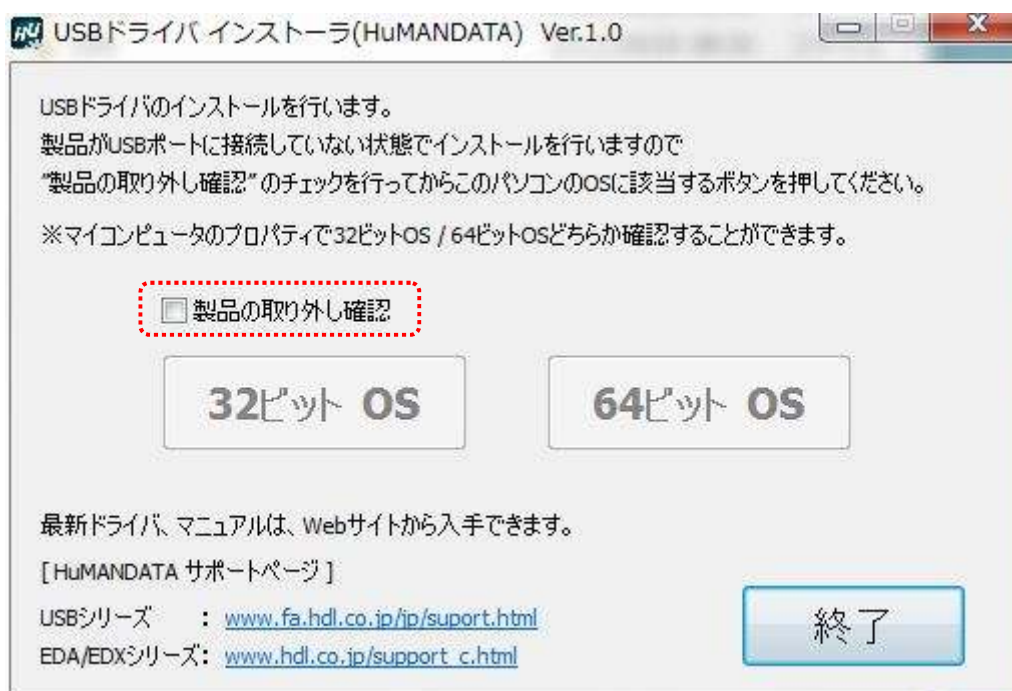 USBドライバ インストーラ(HuMANDATA) Ver.1.0
USBドライバのインストールを行います。
製品がUSBポートに接続していない状態でインストールを行いますので
"製品の取り外し確認" のチェックを行ってからこのパソコンのOSに該当するボタンを押してください。
※マイコンピュータのプロパティで32ビットOS / 64ビットOSどちらか確認することができます。
製品の取り外し確認
32ビット OS
64ビット OS
最新ドライバ、マニュアルは、Webサイトから入手できます。
[ HuMANDATA サポートページ ]
USBシリーズ : www.fa.hdl.co.jp/jp/suport.html
EDA/EDXシリーズ: www.hdl.co.jp/support_c.html
終了